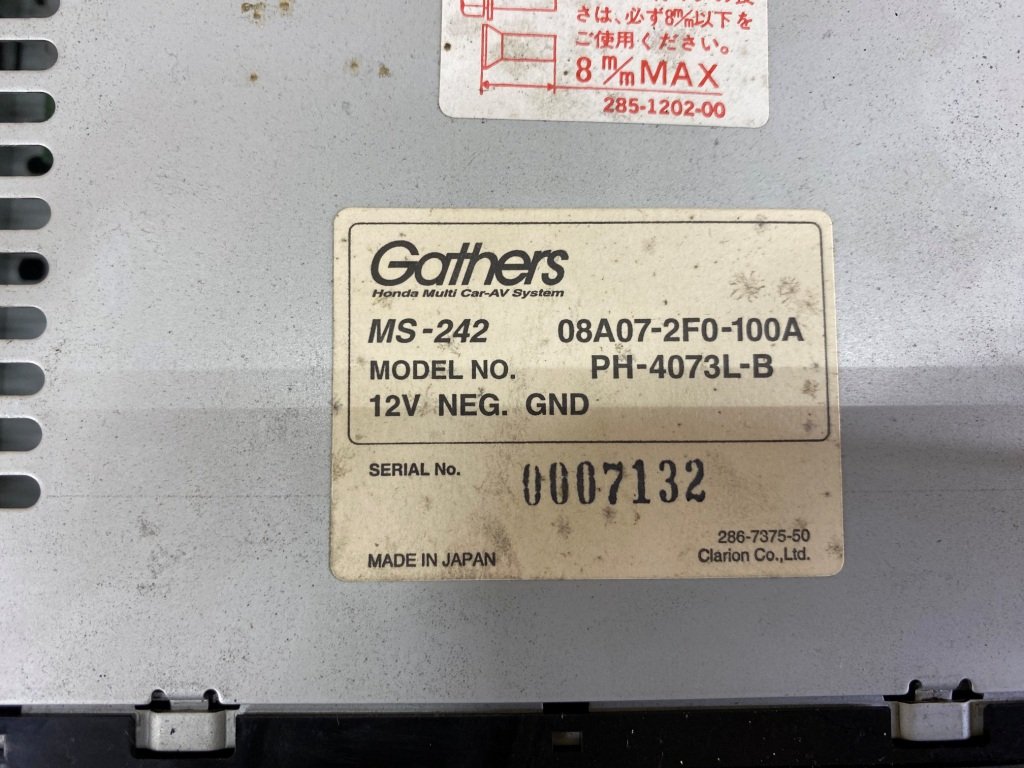 さは、必ず8m/m以下を
ご使用ください。
8 m/m MAX
285-1202-00
Gathers
Honda Multi Car-AV System
MS-242 08A07-2F0-100A
MODEL NO. PH-4073L-B
12V NEG. GND
SERIAL No. 0007132
286-7375-50
MADE IN JAPAN Clarion Co.,Ltd.